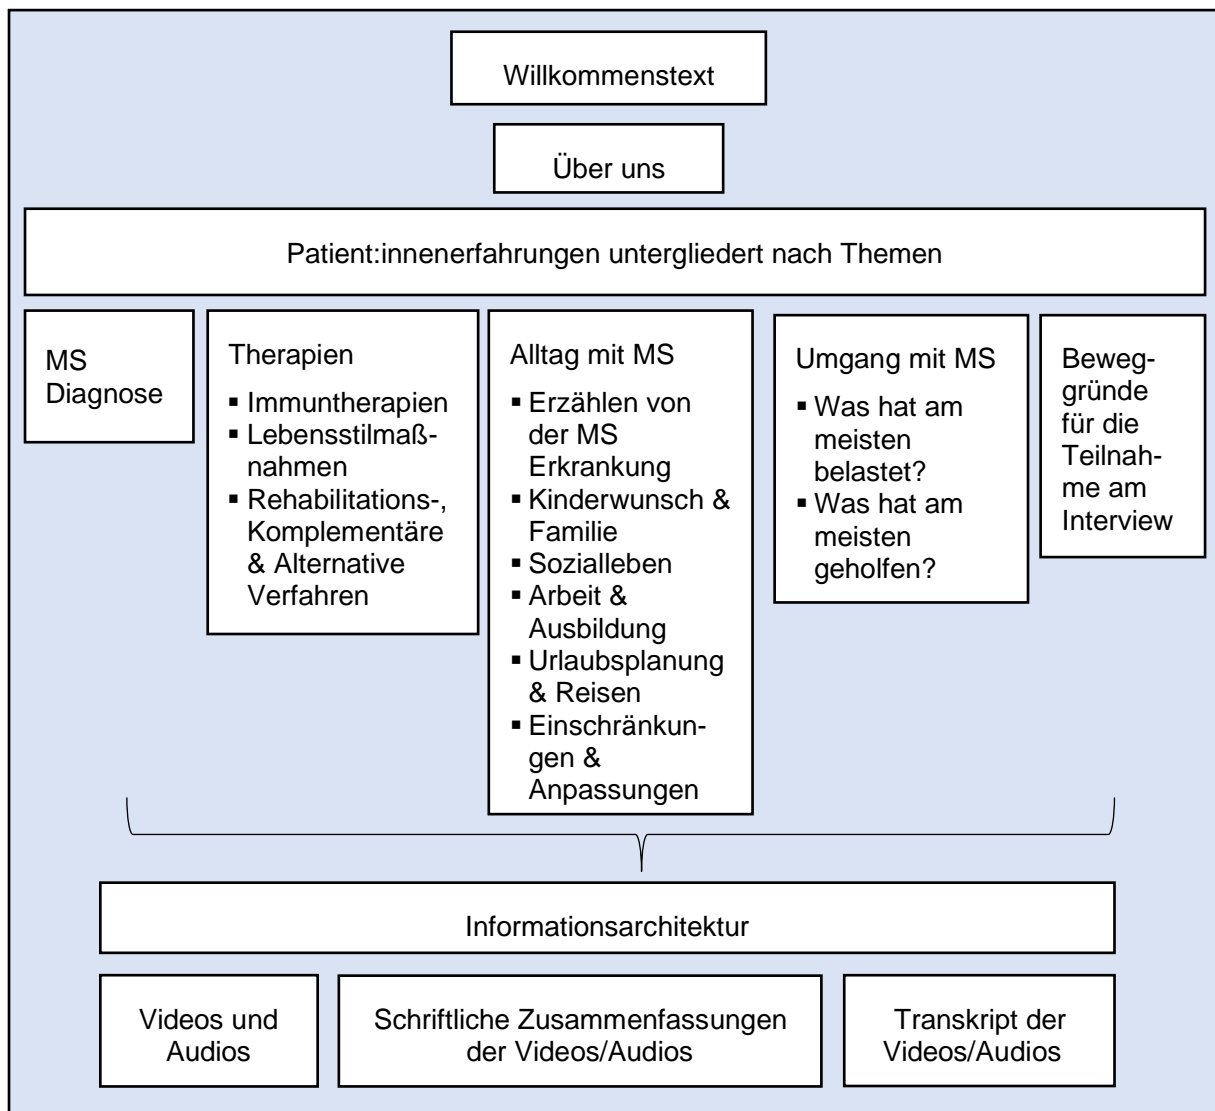 Willkommenstext
Über uns
Patient:innenerfahrungen untergliedert nach Themen
MS
Diagnose
Therapien
▪ Immuntherapien
▪ Lebensstilmaß-
nahmen
▪ Rehabilitations-,
Komplementäre
& Alternative
Verfahren
Alltag mit MS
▪ Erzählen von
der MS
Erkrankung
▪ Kinderwunsch &
Familie
▪ Sozialleben
▪ Arbeit &
Ausbildung
▪ Urlaubsplanung
& Reisen
▪ Einschränkun-
gen &
Anpassungen
Umgang mit MS
▪ Was hat am
meisten
belastet?
▪ Was hat am
meisten
geholfen?
Beweg-
gründe
für die
Teilnah-
me am
Interview
Informationsarchitektur
Videos und
Audios
Schriftliche Zusammenfassungen
der Videos/Audios
Transkript der
Videos/Audios